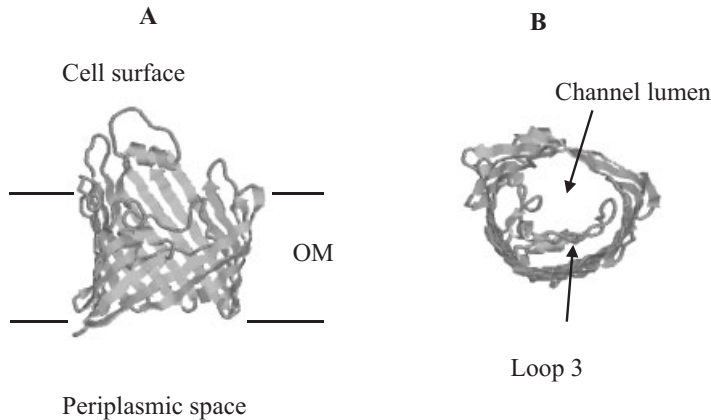 A
B
Cell surface
Channel lumen
OM
Loop 3
Periplasmic space